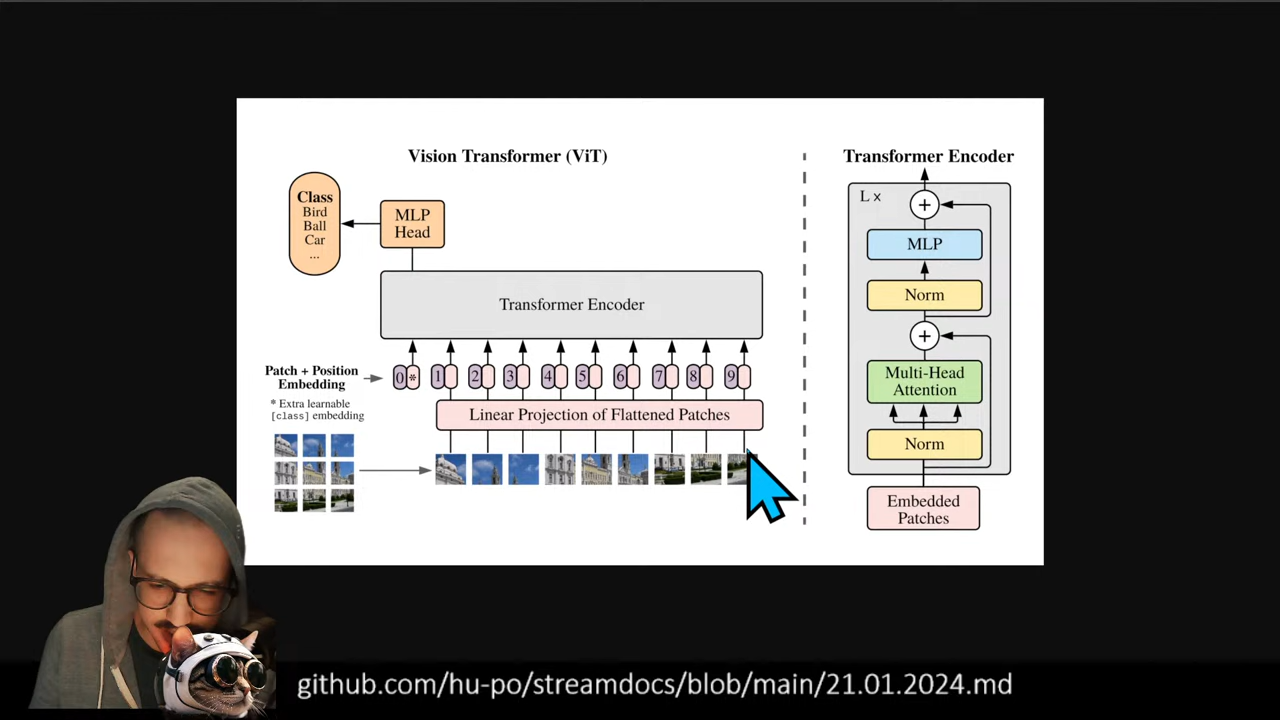 Vision Transformer (ViT)
Class
Bird
Ball
Car
...
MLP
Head
Transformer Encoder
Patch + Position
Embedding
* Extra learnable
[class] embedding
0 * 1 2 3 4 5 6 7 8 9
Linear Projection of Flattened Patches
Transformer Encoder
L x
+
MLP
Norm
+
Multi-Head
Attention
Norm
Embedded
Patches
github.com/hu-po/streamdocs/blob/main/21.01.2024.md